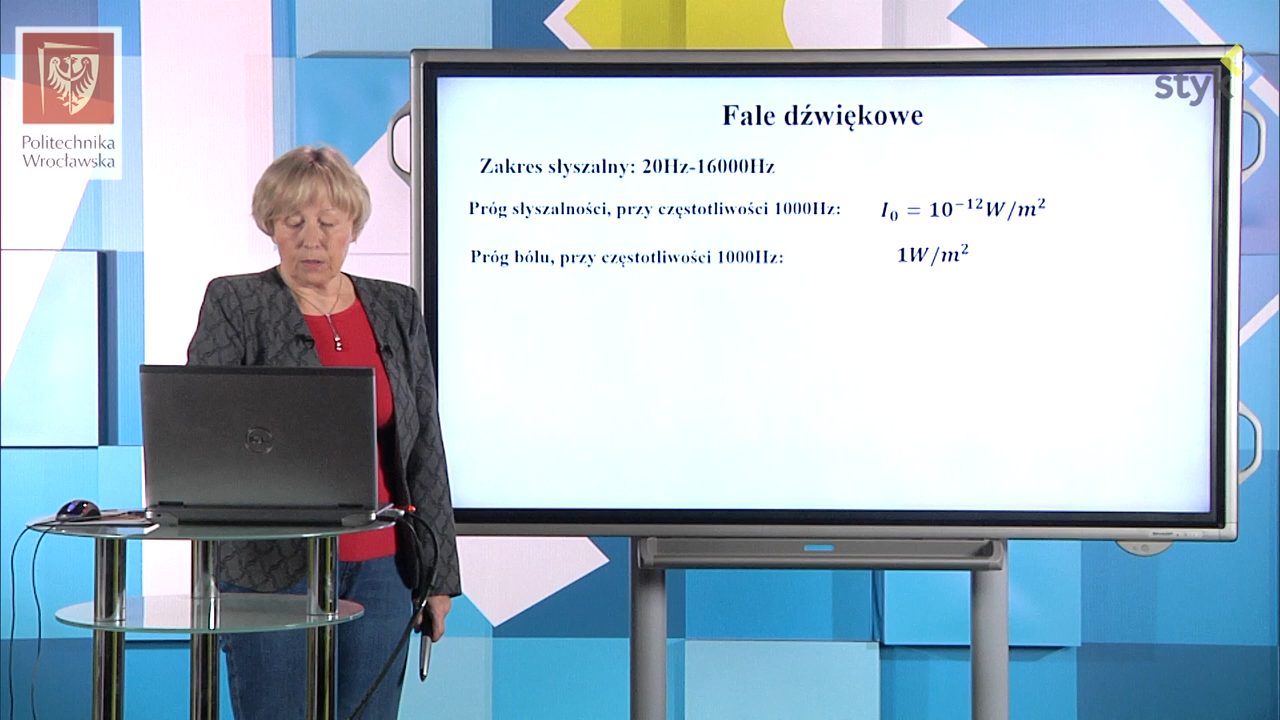 Politechnika
Wrocławska
styk
Fale dźwiękowe
Zakres słyszalny: 20Hz-16000Hz
Próg słyszalności, przy częstotliwości 1000Hz: I₀ = 10⁻¹²W/m²
Próg bólu, przy częstotliwości 1000Hz: 1W/m²